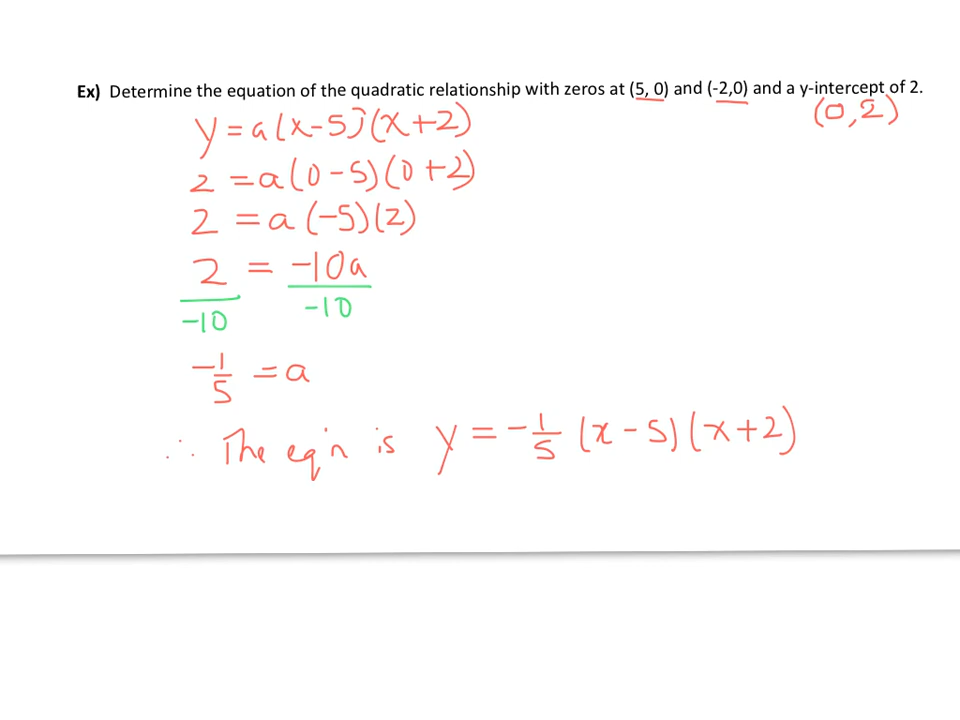 Ex) Determine the equation of the quadratic relationship with zeros at (5, 0) and (-2,0) and a y-intercept of 2.
(0,2)
y = a(x-5)(x+2)
2 = a(0-5)(0+2)
2 = a(-5)(2)
2 = -10a
-10 -10
-1/5 = a
∴ The eq'n is y = -1/5 (x-5)(x+2)